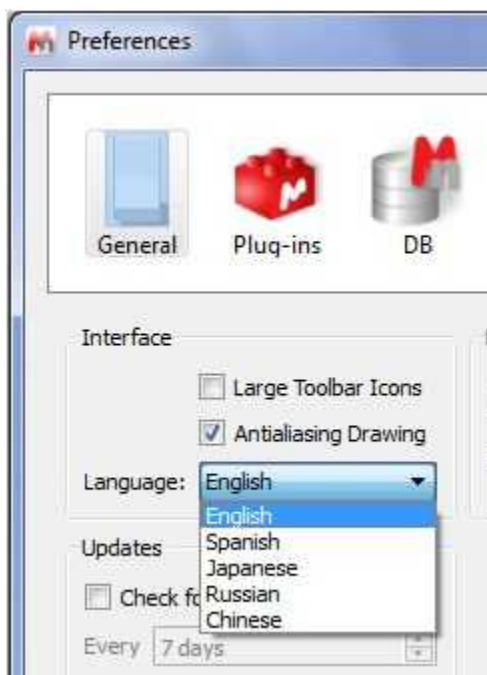 Preferences
General Plug-ins DB
Interface
Large Toolbar Icons
Antialiasing Drawing
Language: English
English
Spanish
Japanese
Russian
Chinese
Updates
Check
Every 7 days